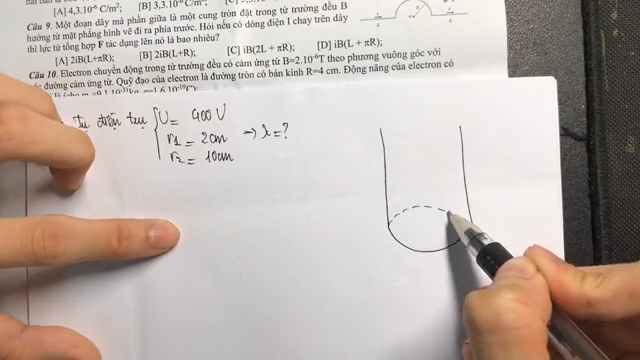 [A] 4,3.10⁻⁶ C/m²; [B] 3,3.10⁻⁶ C/m²;
Câu 9. Một đoạn dây mà phần giữa là một cung tròn đặt trong từ trường đều B
hướng từ mặt phẳng hình vẽ đi ra phía trước. Hỏi nếu có dòng điện I chay trên dây
thì lực từ tổng hợp F tác dụng lên nó là bao nhiêu?
[A] 2iB(L+πR); [B] 2iB(L+R); [C] iB(2L + πR); [D] iB(L + πR);
Câu 10. Electron chuyển động trong từ trường đều có cảm ứng từ B=2.10⁻⁶T theo phương vuông góc với
đường cảm ứng từ. Quỹ đạo của electron là đường tròn có bán kính R=4 cm. Động năng của electron có
Tụ điện trụ
U = 400 V
r1 = 2cm → λ = ?
r2 = 10cm